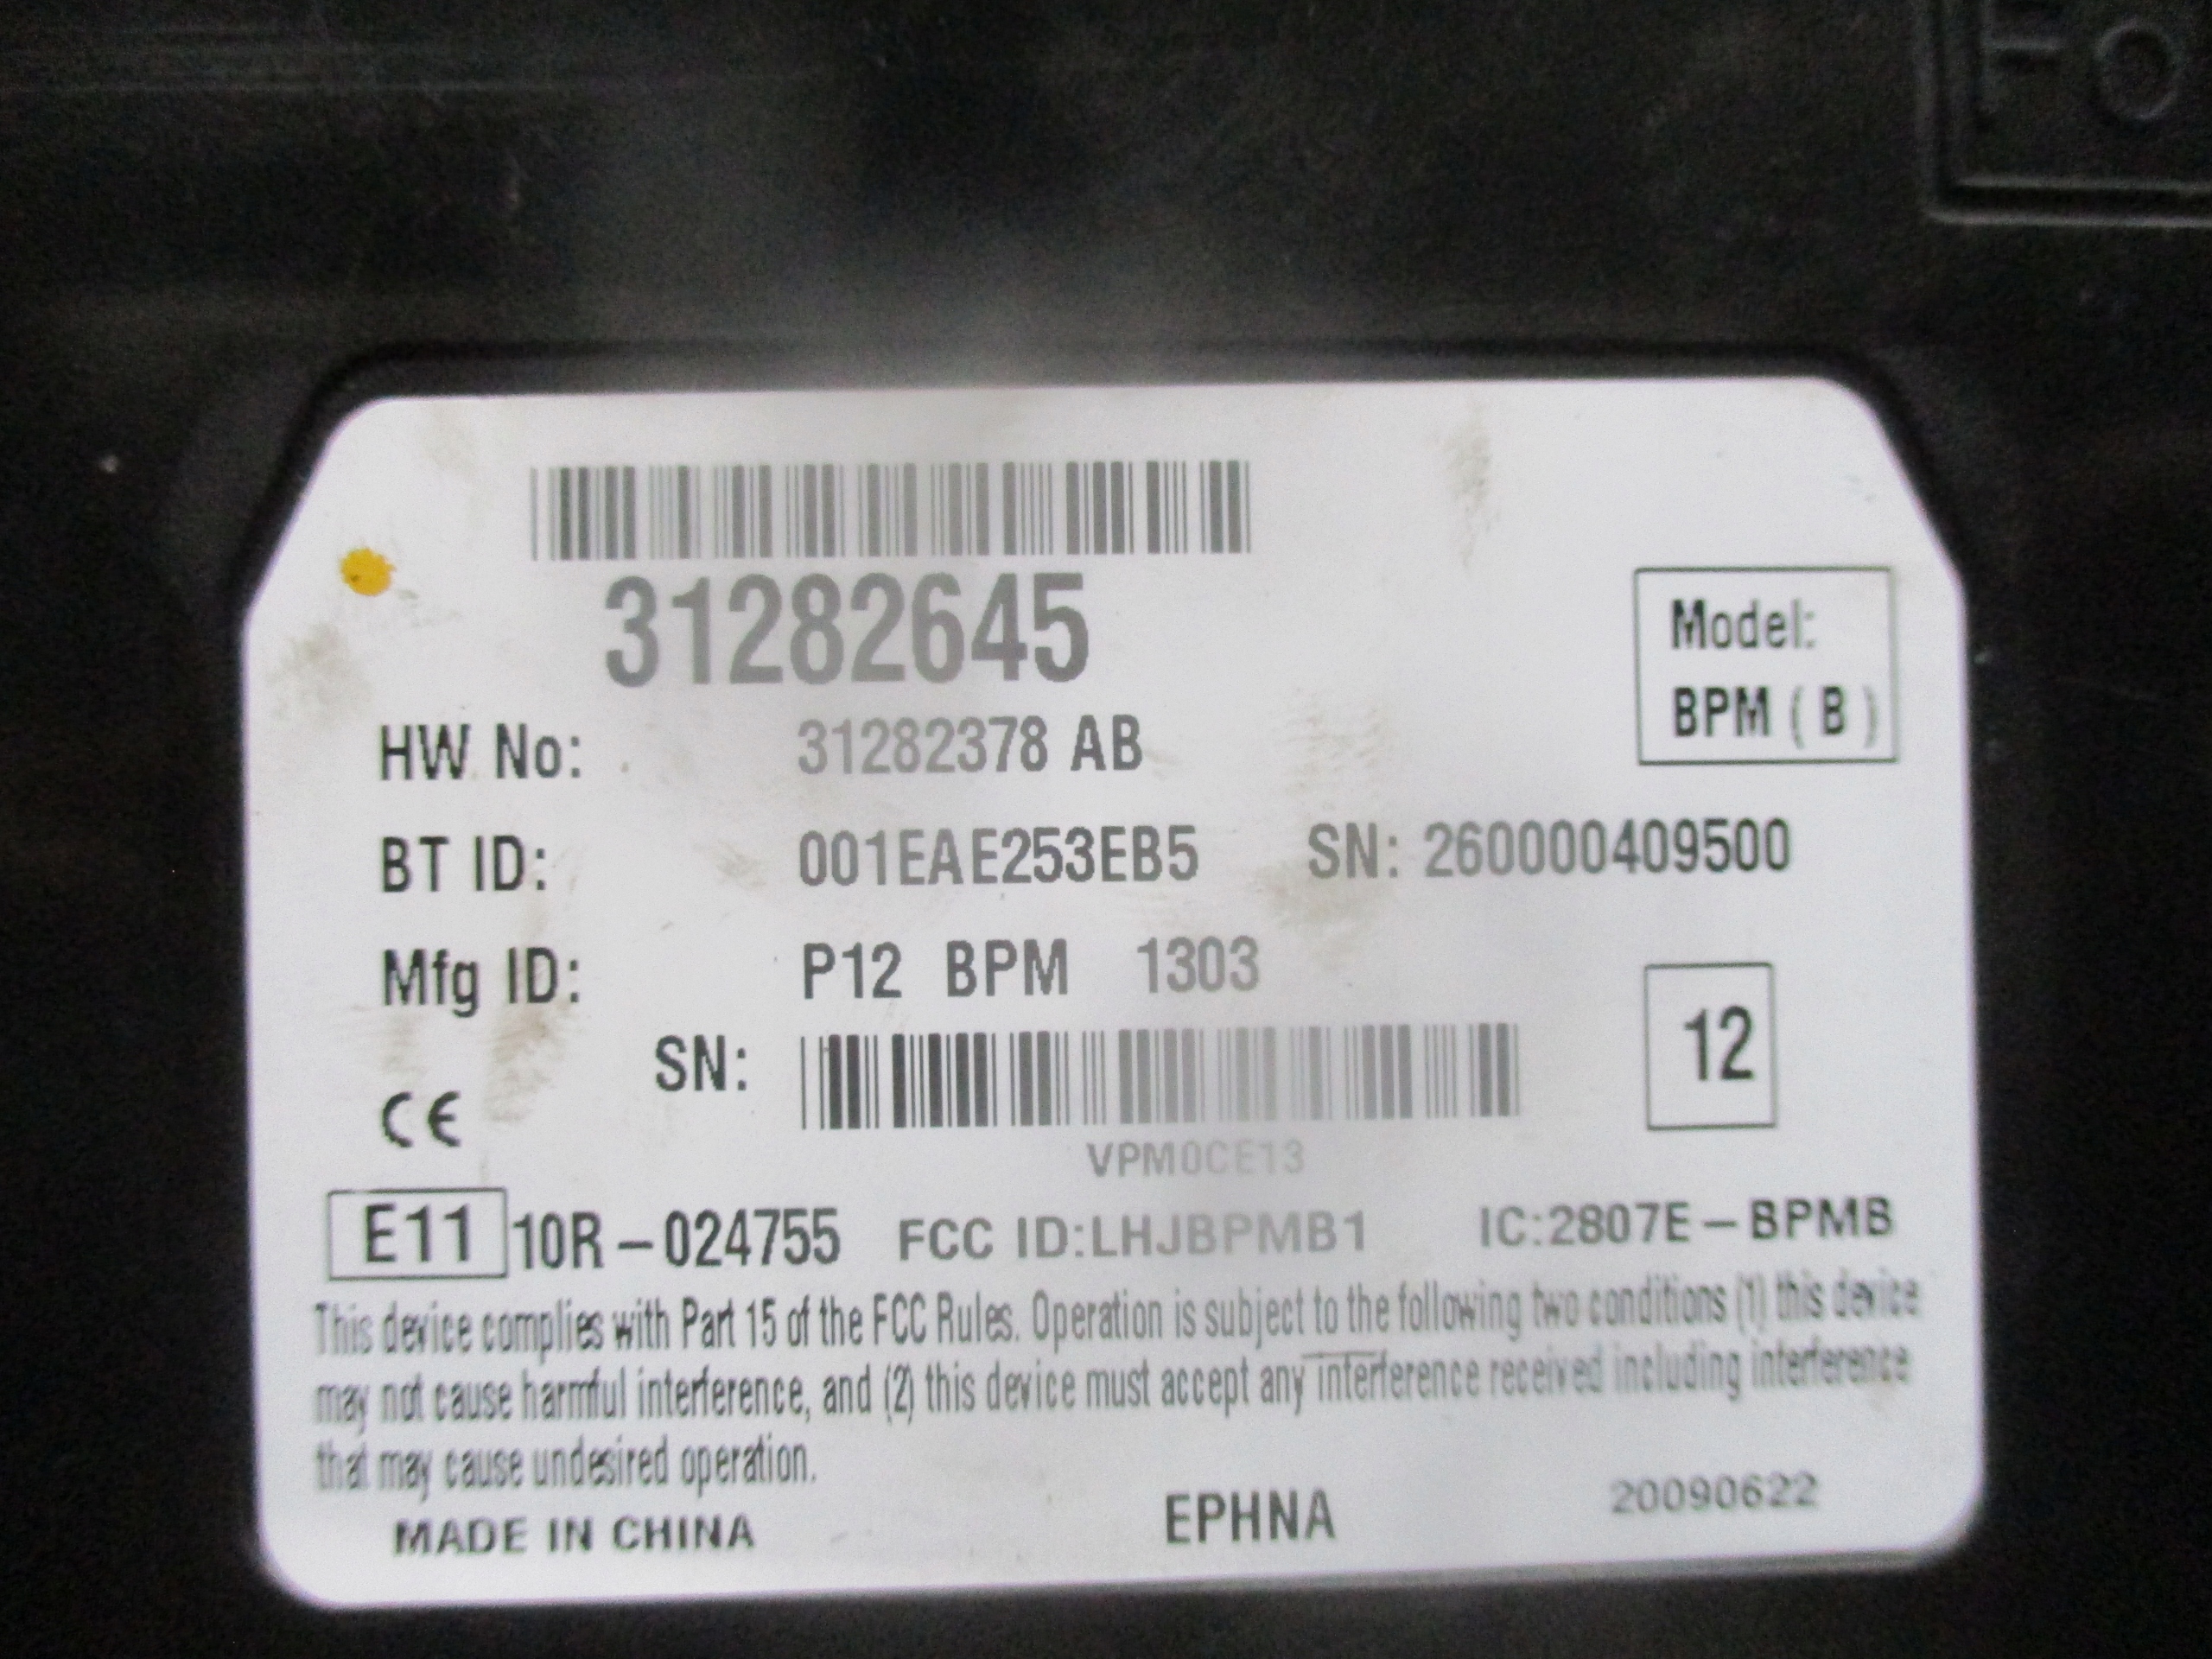 31282645
Model:
BPM ( B )
HW No: 31282378 AB
BT ID: 001EAE253EB5 SN: 260000409500
Mfg ID: P12 BPM 1303
SN:
12
CE
VPM0CE13
E11 10R-024755 FCC ID:LHJBPMB1 IC:2807E-BPMB
This device complies with Part 15 of the FCC Rules. Operation is subject to the following two conditions (1) this device
may not cause harmful interference, and (2) this device must accept any interference received including interference
that may cause undesired operation.
MADE IN CHINA EPHNA 20090622